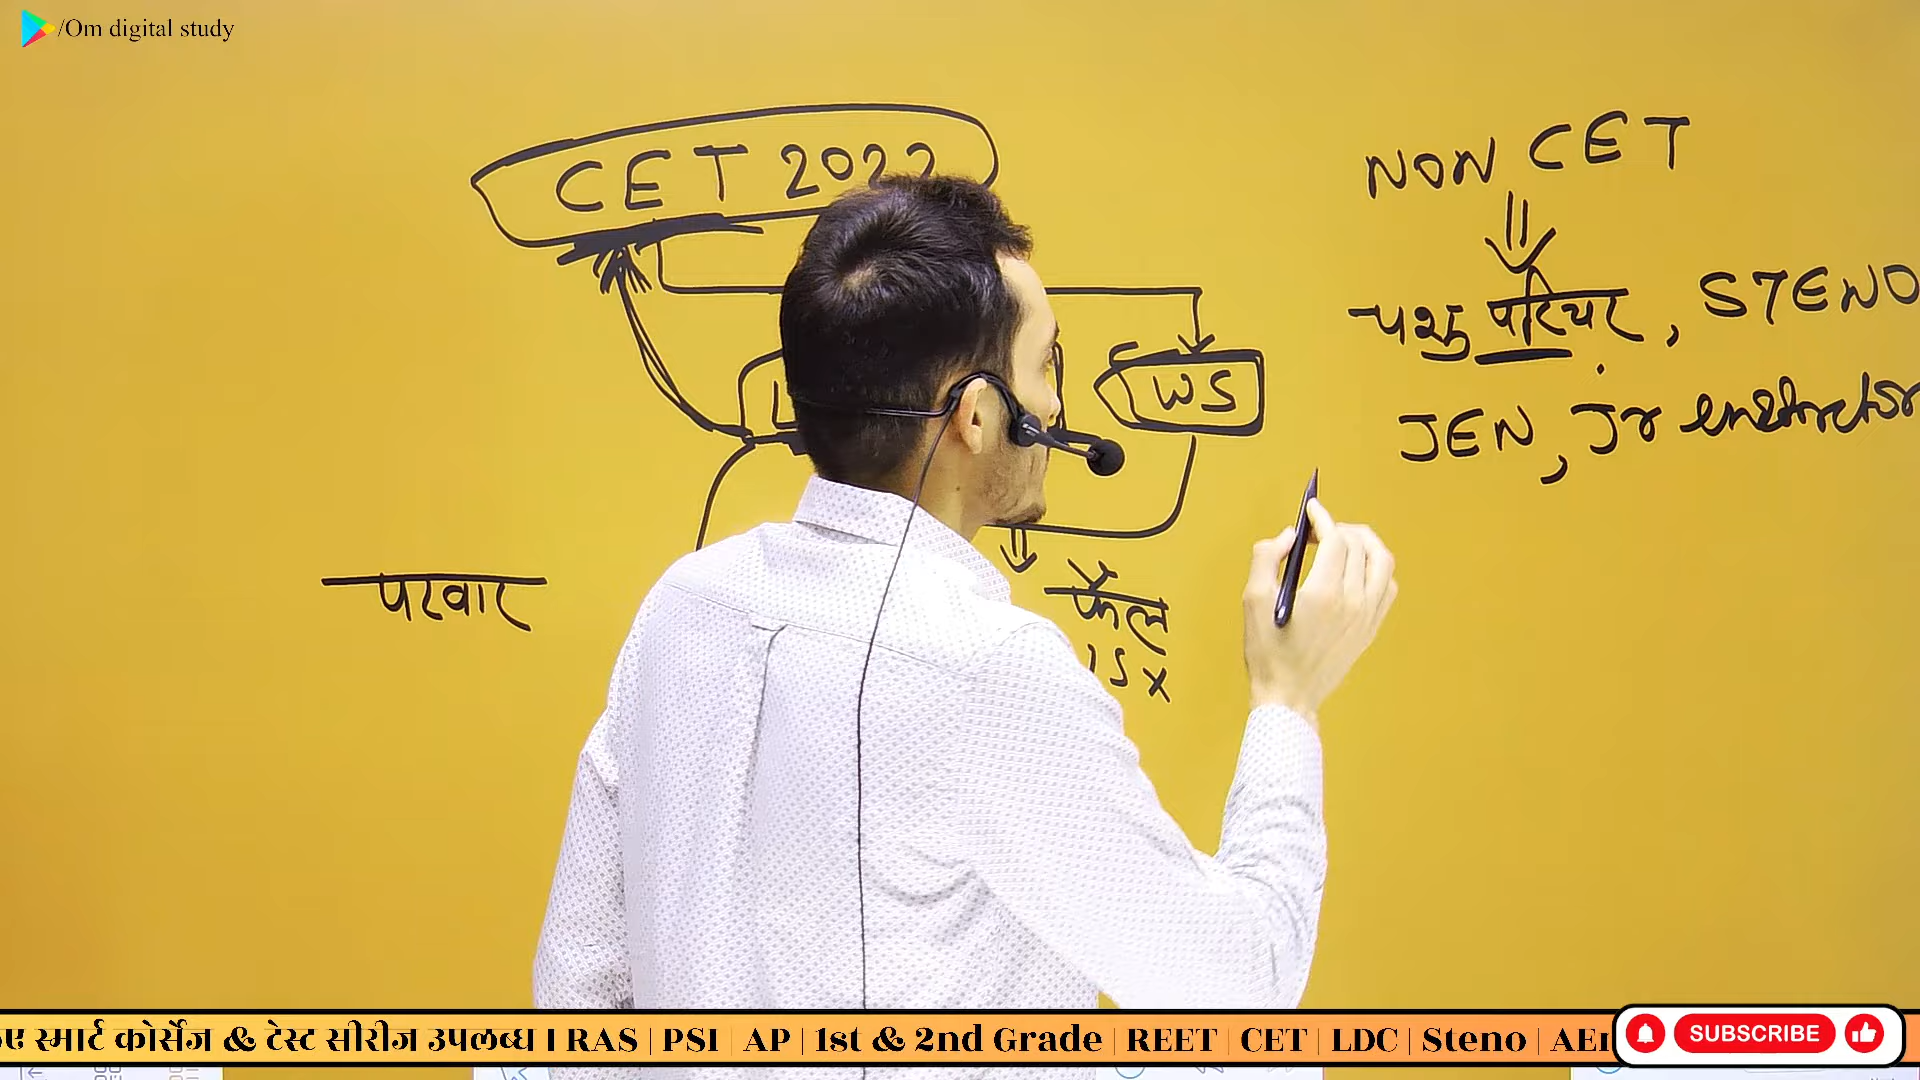 /Om digital study
CET 2022
NON CET
पशु परिचर, STENO
WS
JEN, Jr instructor
परवार
फैल
15 X
स्मार्ट कोर्सेज & टेस्ट सीरीज उपलब्ध I RAS | PSI | AP | 1st & 2nd Grade | REET | CET | LDC | Steno | AEn
SUBSCRIBE